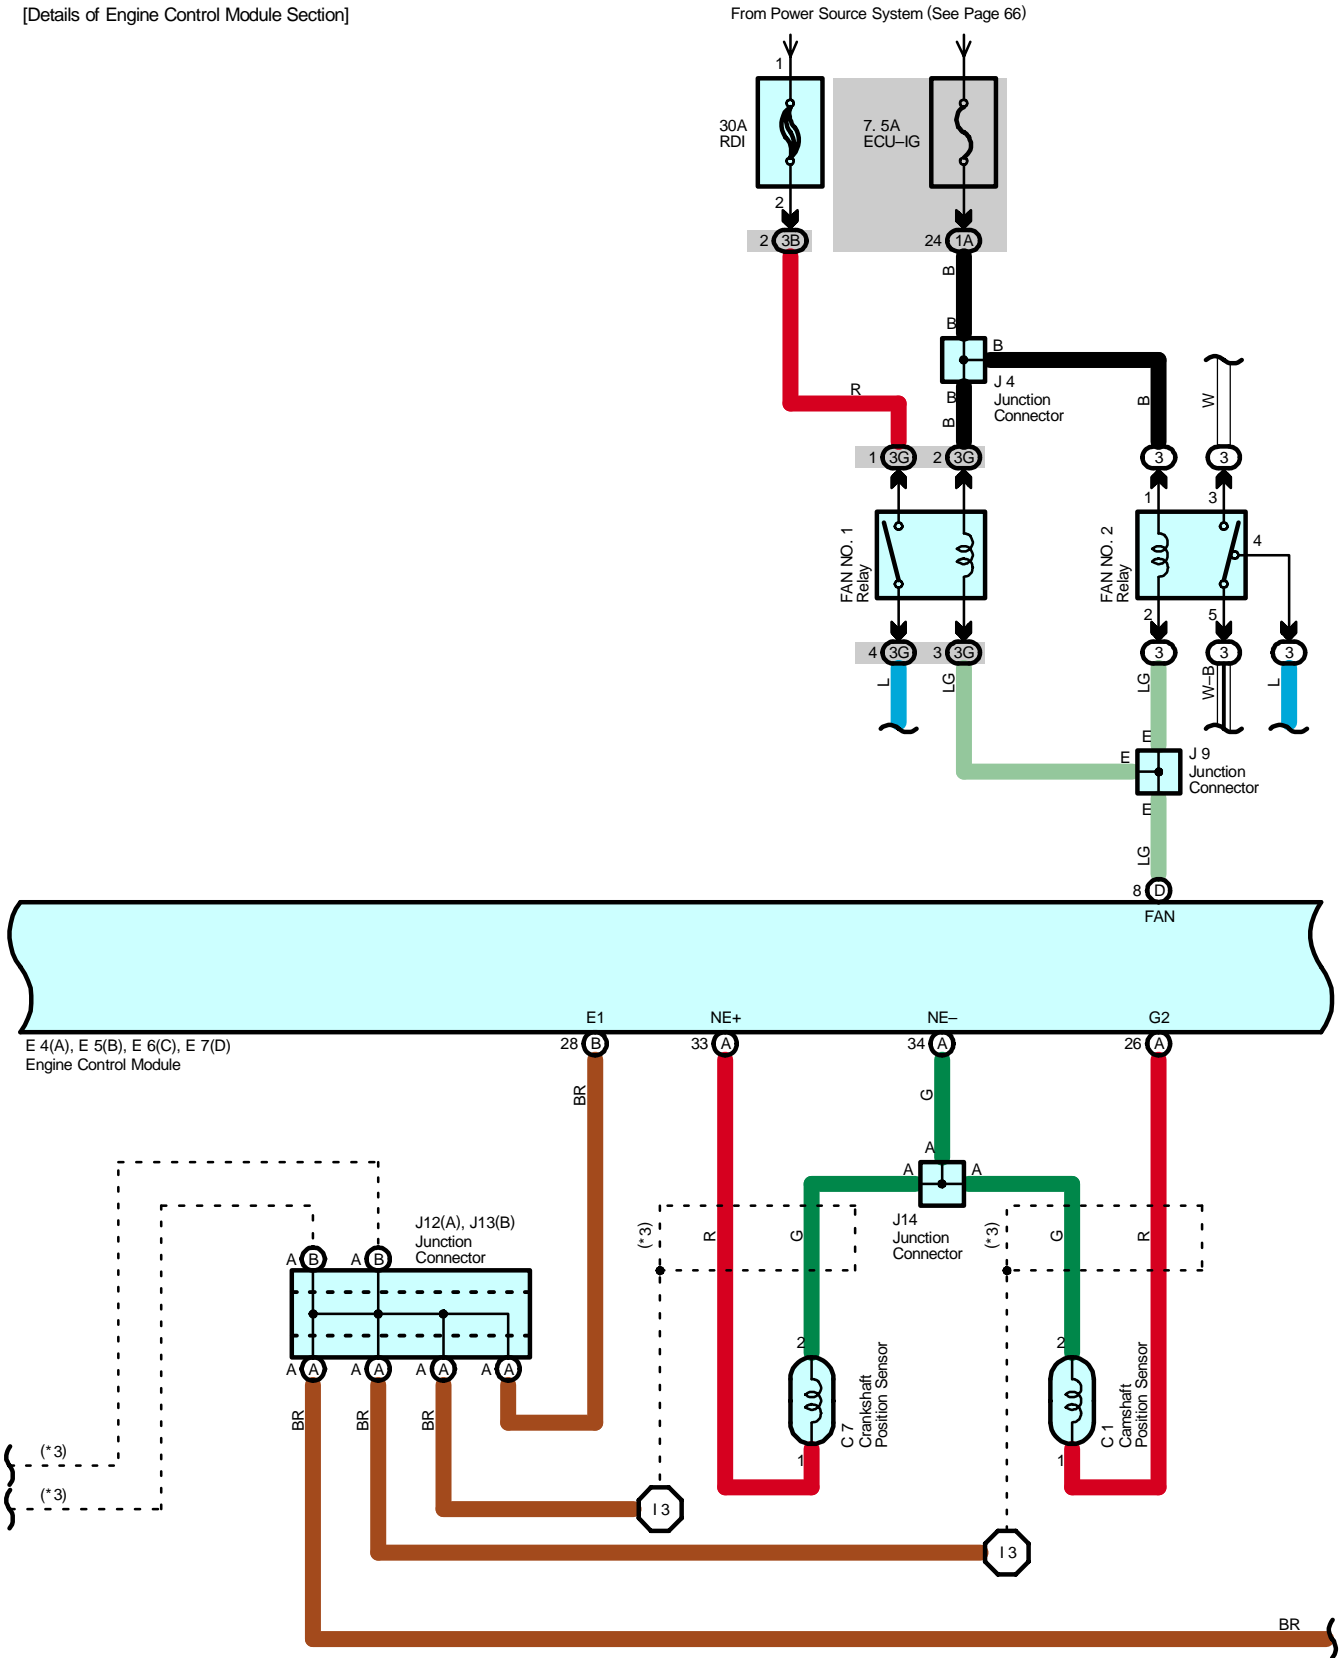 [Details of Engine Control Module Section]
From Power Source System (See Page 66)
1
30A
RDI
7. 5A
ECU–IG
2
2 3B
24 1A
B
B
B
J 4
Junction
Connector
R
B
B
B
W
1 3G
2 3G
3
3
1
3
FAN NO. 1
Relay
FAN NO. 2
Relay
4
2
5
4 3G
3 3G
3
3
3
L
LG
LG
W–B
L
E
E
J 9
Junction
Connector
E
LG
8 D
FAN
E1
NE+
NE–
G2
E 4(A), E 5(B), E 6(C), E 7(D)
Engine Control Module
28 B
33 A
34 A
26 A
BR
G
A
A
A
J14
Junction
Connector
J12(A), J13(B)
Junction
Connector
(*3)
R
G
(*3)
G
R
A B
A B
A A
A A
A A
A A
BR
BR
BR
2
C 7
Crankshaft
Position Sensor
1
2
C 1
Camshaft
Position Sensor
1
(*3)
(*3)
I 3
I 3
BR